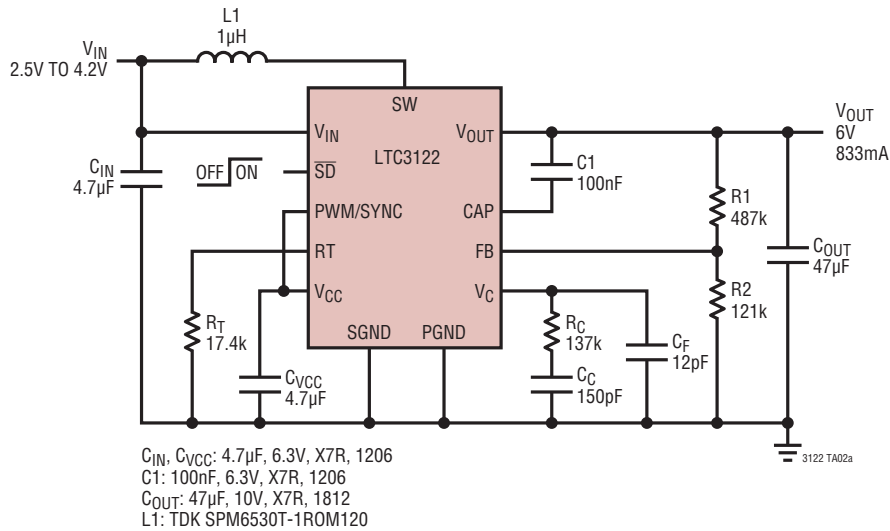 L1
1µH
VIN
2.5V TO 4.2V
SW
VIN
VOUT
LTC3122
VOUT
6V
833mA
CIN
4.7µF
OFF ON
SD
C1
100nF
PWM/SYNC
CAP
R1
487k
RT
FB
COUT
47µF
VCC
VC
R2
121k
RT
17.4k
SGND
PGND
RC
137k
CF
12pF
CVCC
4.7µF
CC
150pF
3122 TA02a
CIN, CVCC: 4.7µF, 6.3V, X7R, 1206
C1: 100nF, 6.3V, X7R, 1206
COUT: 47µF, 10V, X7R, 1812
L1: TDK SPM6530T-1ROM120